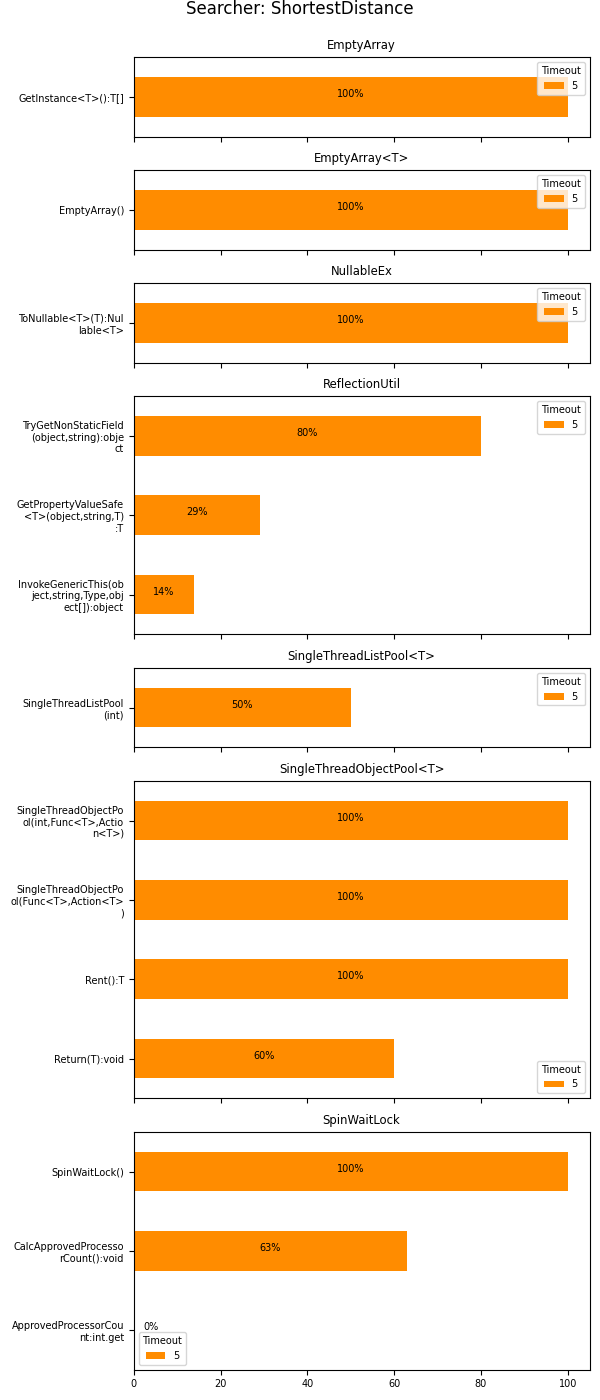 Searcher: ShortestDistance
EmptyArray
GetInstance<T>():T[]
100%
Timeout
5
EmptyArray<T>
EmptyArray()
100%
Timeout
5
NullableEx
ToNullable<T>(T):Nul
lable<T>
100%
Timeout
5
ReflectionUtil
TryGetNonStaticField
(object,string):obje
ct
80%
Timeout
5
GetPropertyValueSafe
<T>(object,string,T)
:T
29%
InvokeGenericThis(ob
ject,string,Type,obj
ect[]):object
14%
SingleThreadListPool<T>
SingleThreadListPool
(int)
50%
Timeout
5
SingleThreadObjectPool<T>
SingleThreadObjectPo
ol(int,Func<T>,Actio
n<T>)
100%
SingleThreadObjectPo
ol(Func<T>,Action<T>
)
100%
Rent():T
100%
Return(T):void
60%
Timeout
5
SpinWaitLock
SpinWaitLock()
100%
CalcApprovedProcesso
rCount():void
63%
ApprovedProcessorCou
nt:int.get
0%
Timeout
5
0 20 40 60 80 100